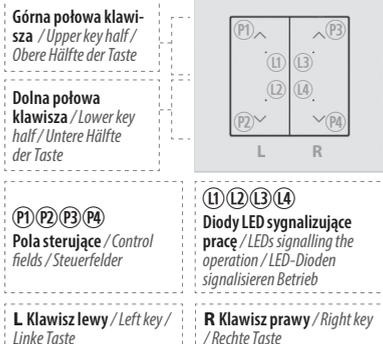 Górna połowa klawi-
sza / Upper key half /
Obere Hälfte der Taste
Dolna połowa
klawisza / Lower key
half / Untere Hälfte
der Taste
P1 P3
L1 L3
L2 L4
P2 P4
L R
P1 P2 P3 P4
Pola sterujące / Control
fields / Steuerfelder
L1 L2 L3 L4
Diody LED sygnalizujące
pracę / LEDs signalling the
operation / LED-Dioden
signalisieren Betrieb
L Klawisz lewy / Left key /
Linke Taste
R Klawisz prawy / Right key
/ Rechte Taste